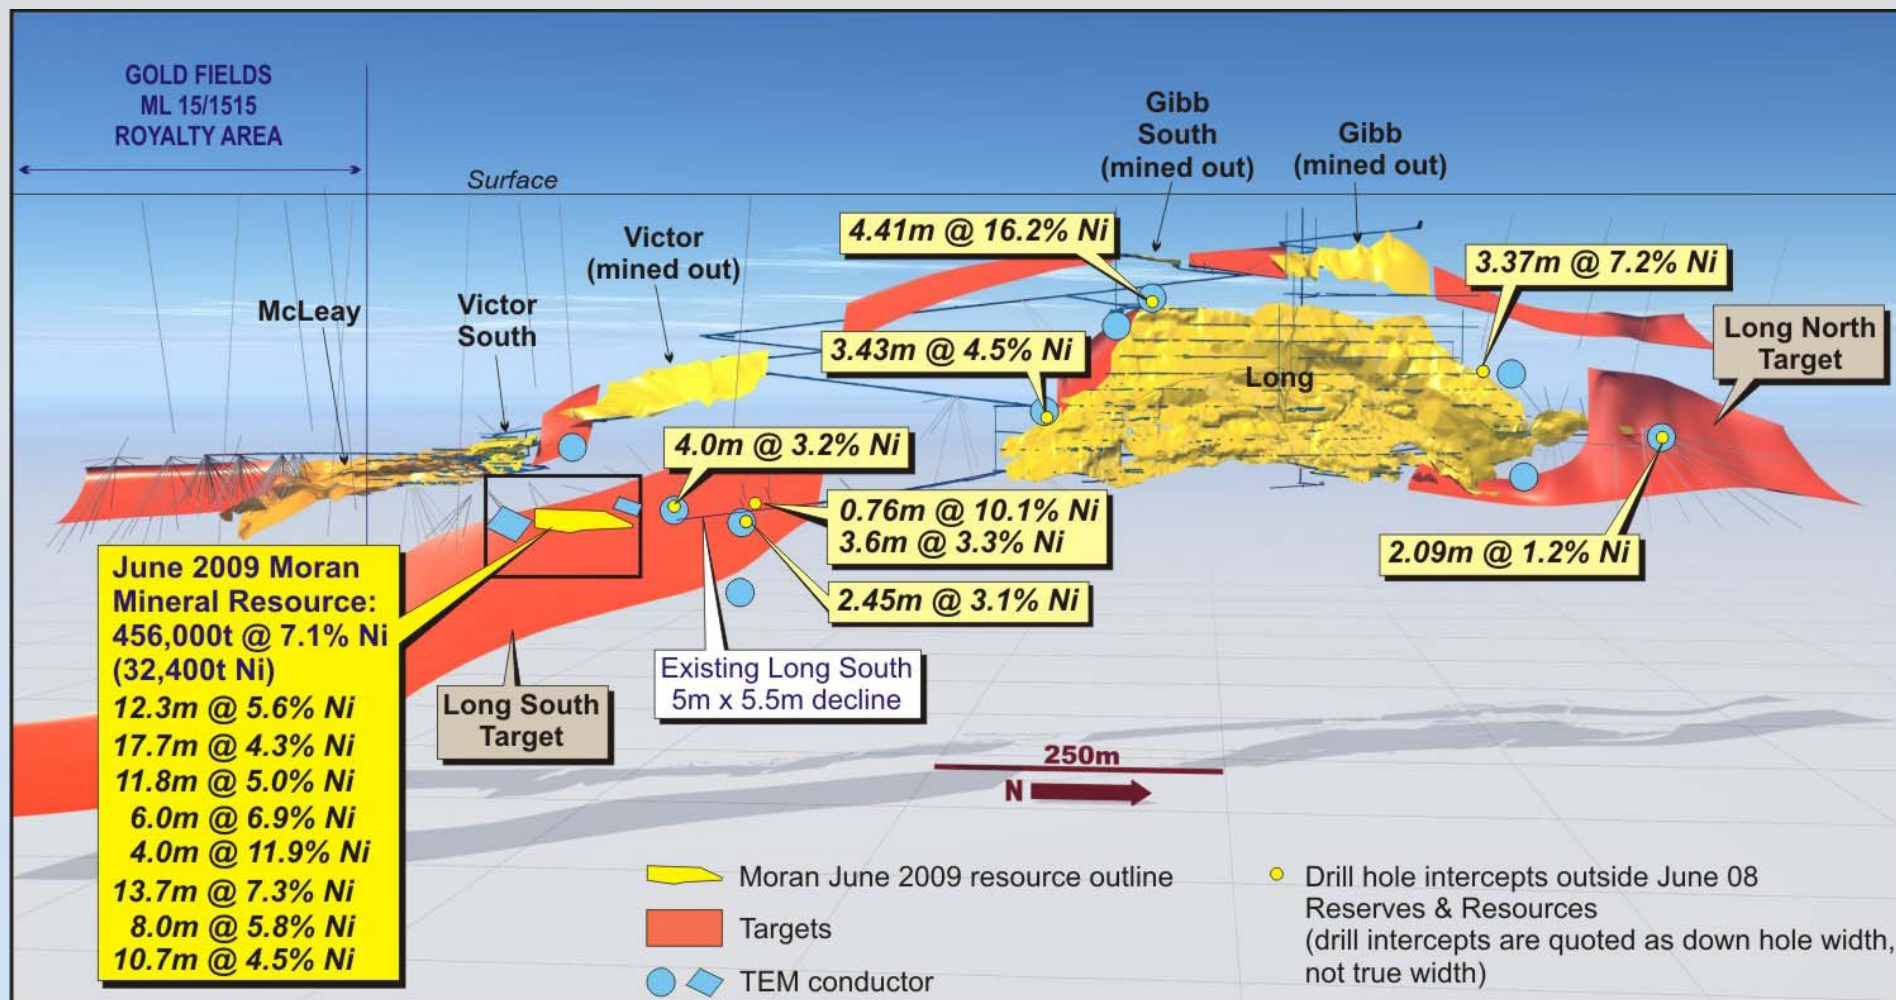 GOLD FIELDS
ML 15/1515
ROYALTY AREA
Surface
Gibb
South
(mined out)
Gibb
(mined out)
Victor
(mined out)
4.41m @ 16.2% Ni
3.37m @ 7.2% Ni
McLeay
Victor
South
3.43m @ 4.5% Ni
Long
Long North
Target
4.0m @ 3.2% Ni
0.76m @ 10.1% Ni
3.6m @ 3.3% Ni
2.09m @ 1.2% Ni
2.45m @ 3.1% Ni
June 2009 Moran
Mineral Resource:
456,000t @ 7.1% Ni
(32,400t Ni)
12.3m @ 5.6% Ni
17.7m @ 4.3% Ni
11.8m @ 5.0% Ni
6.0m @ 6.9% Ni
4.0m @ 11.9% Ni
13.7m @ 7.3% Ni
8.0m @ 5.8% Ni
10.7m @ 4.5% Ni
Long South
Target
Existing Long South
5m x 5.5m decline
250m
N
Moran June 2009 resource outline
Targets
TEM conductor
Drill hole intercepts outside June 08
Reserves & Resources
(drill intercepts are quoted as down hole width,
not true width)